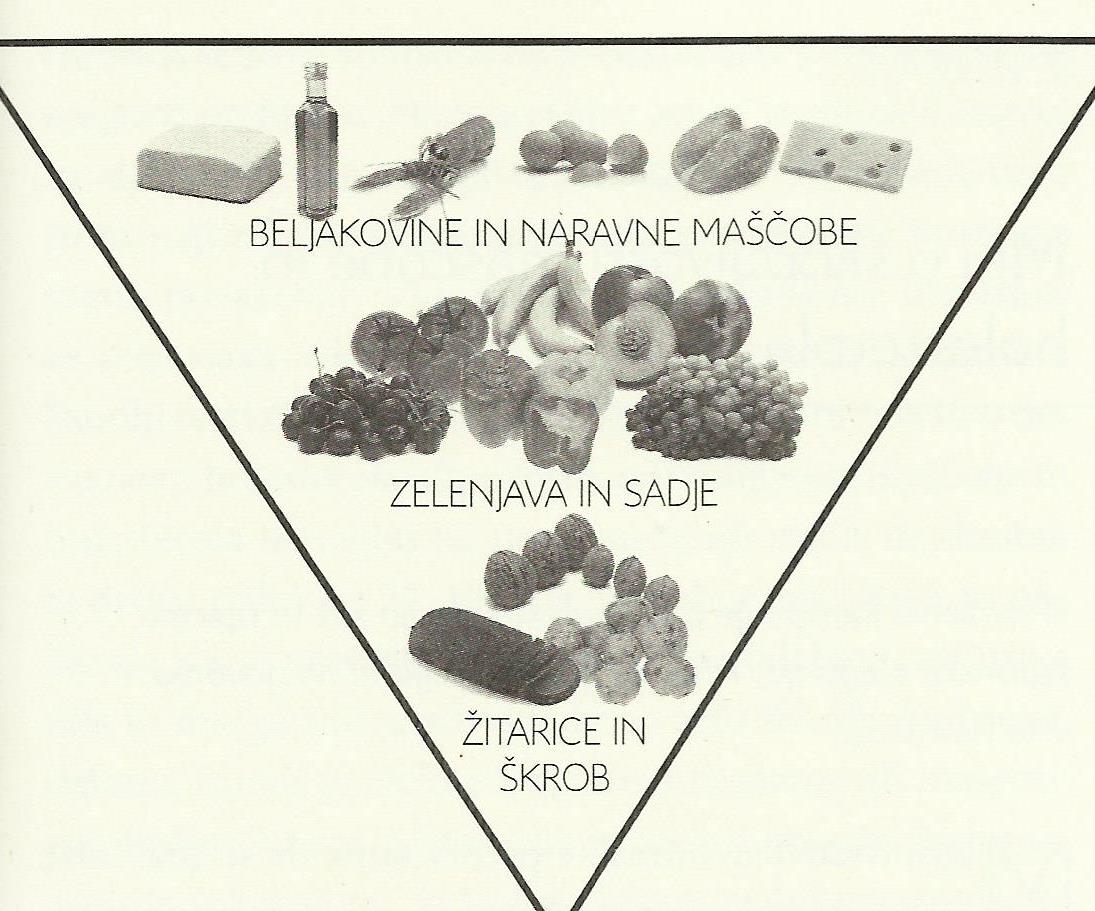 BELJAKOVINE IN NARAVNE MAŠČOBE
ZELENJAVA IN SADJE
ŽITARICE IN
ŠKROB